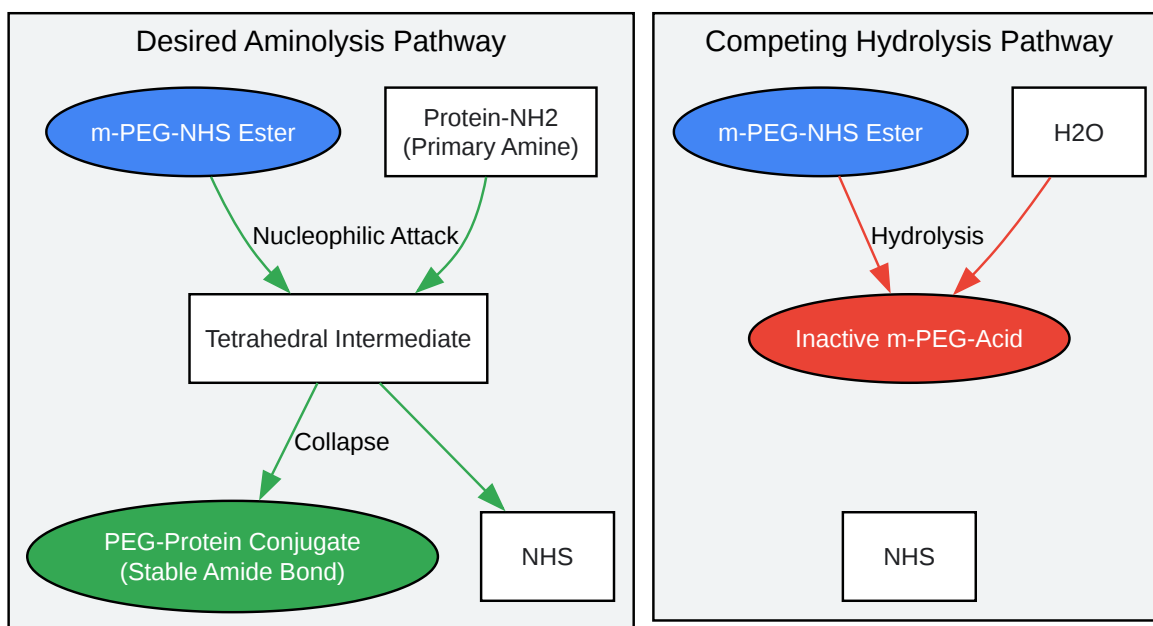 Desired Aminolysis Pathway
m-PEG-NHS Ester
Protein-NH2
(Primary Amine)
Nucleophilic Attack
Tetrahedral Intermediate
Collapse
PEG-Protein Conjugate
(Stable Amide Bond)
NHS
Competing Hydrolysis Pathway
m-PEG-NHS Ester
H2O
Hydrolysis
Inactive m-PEG-Acid
NHS